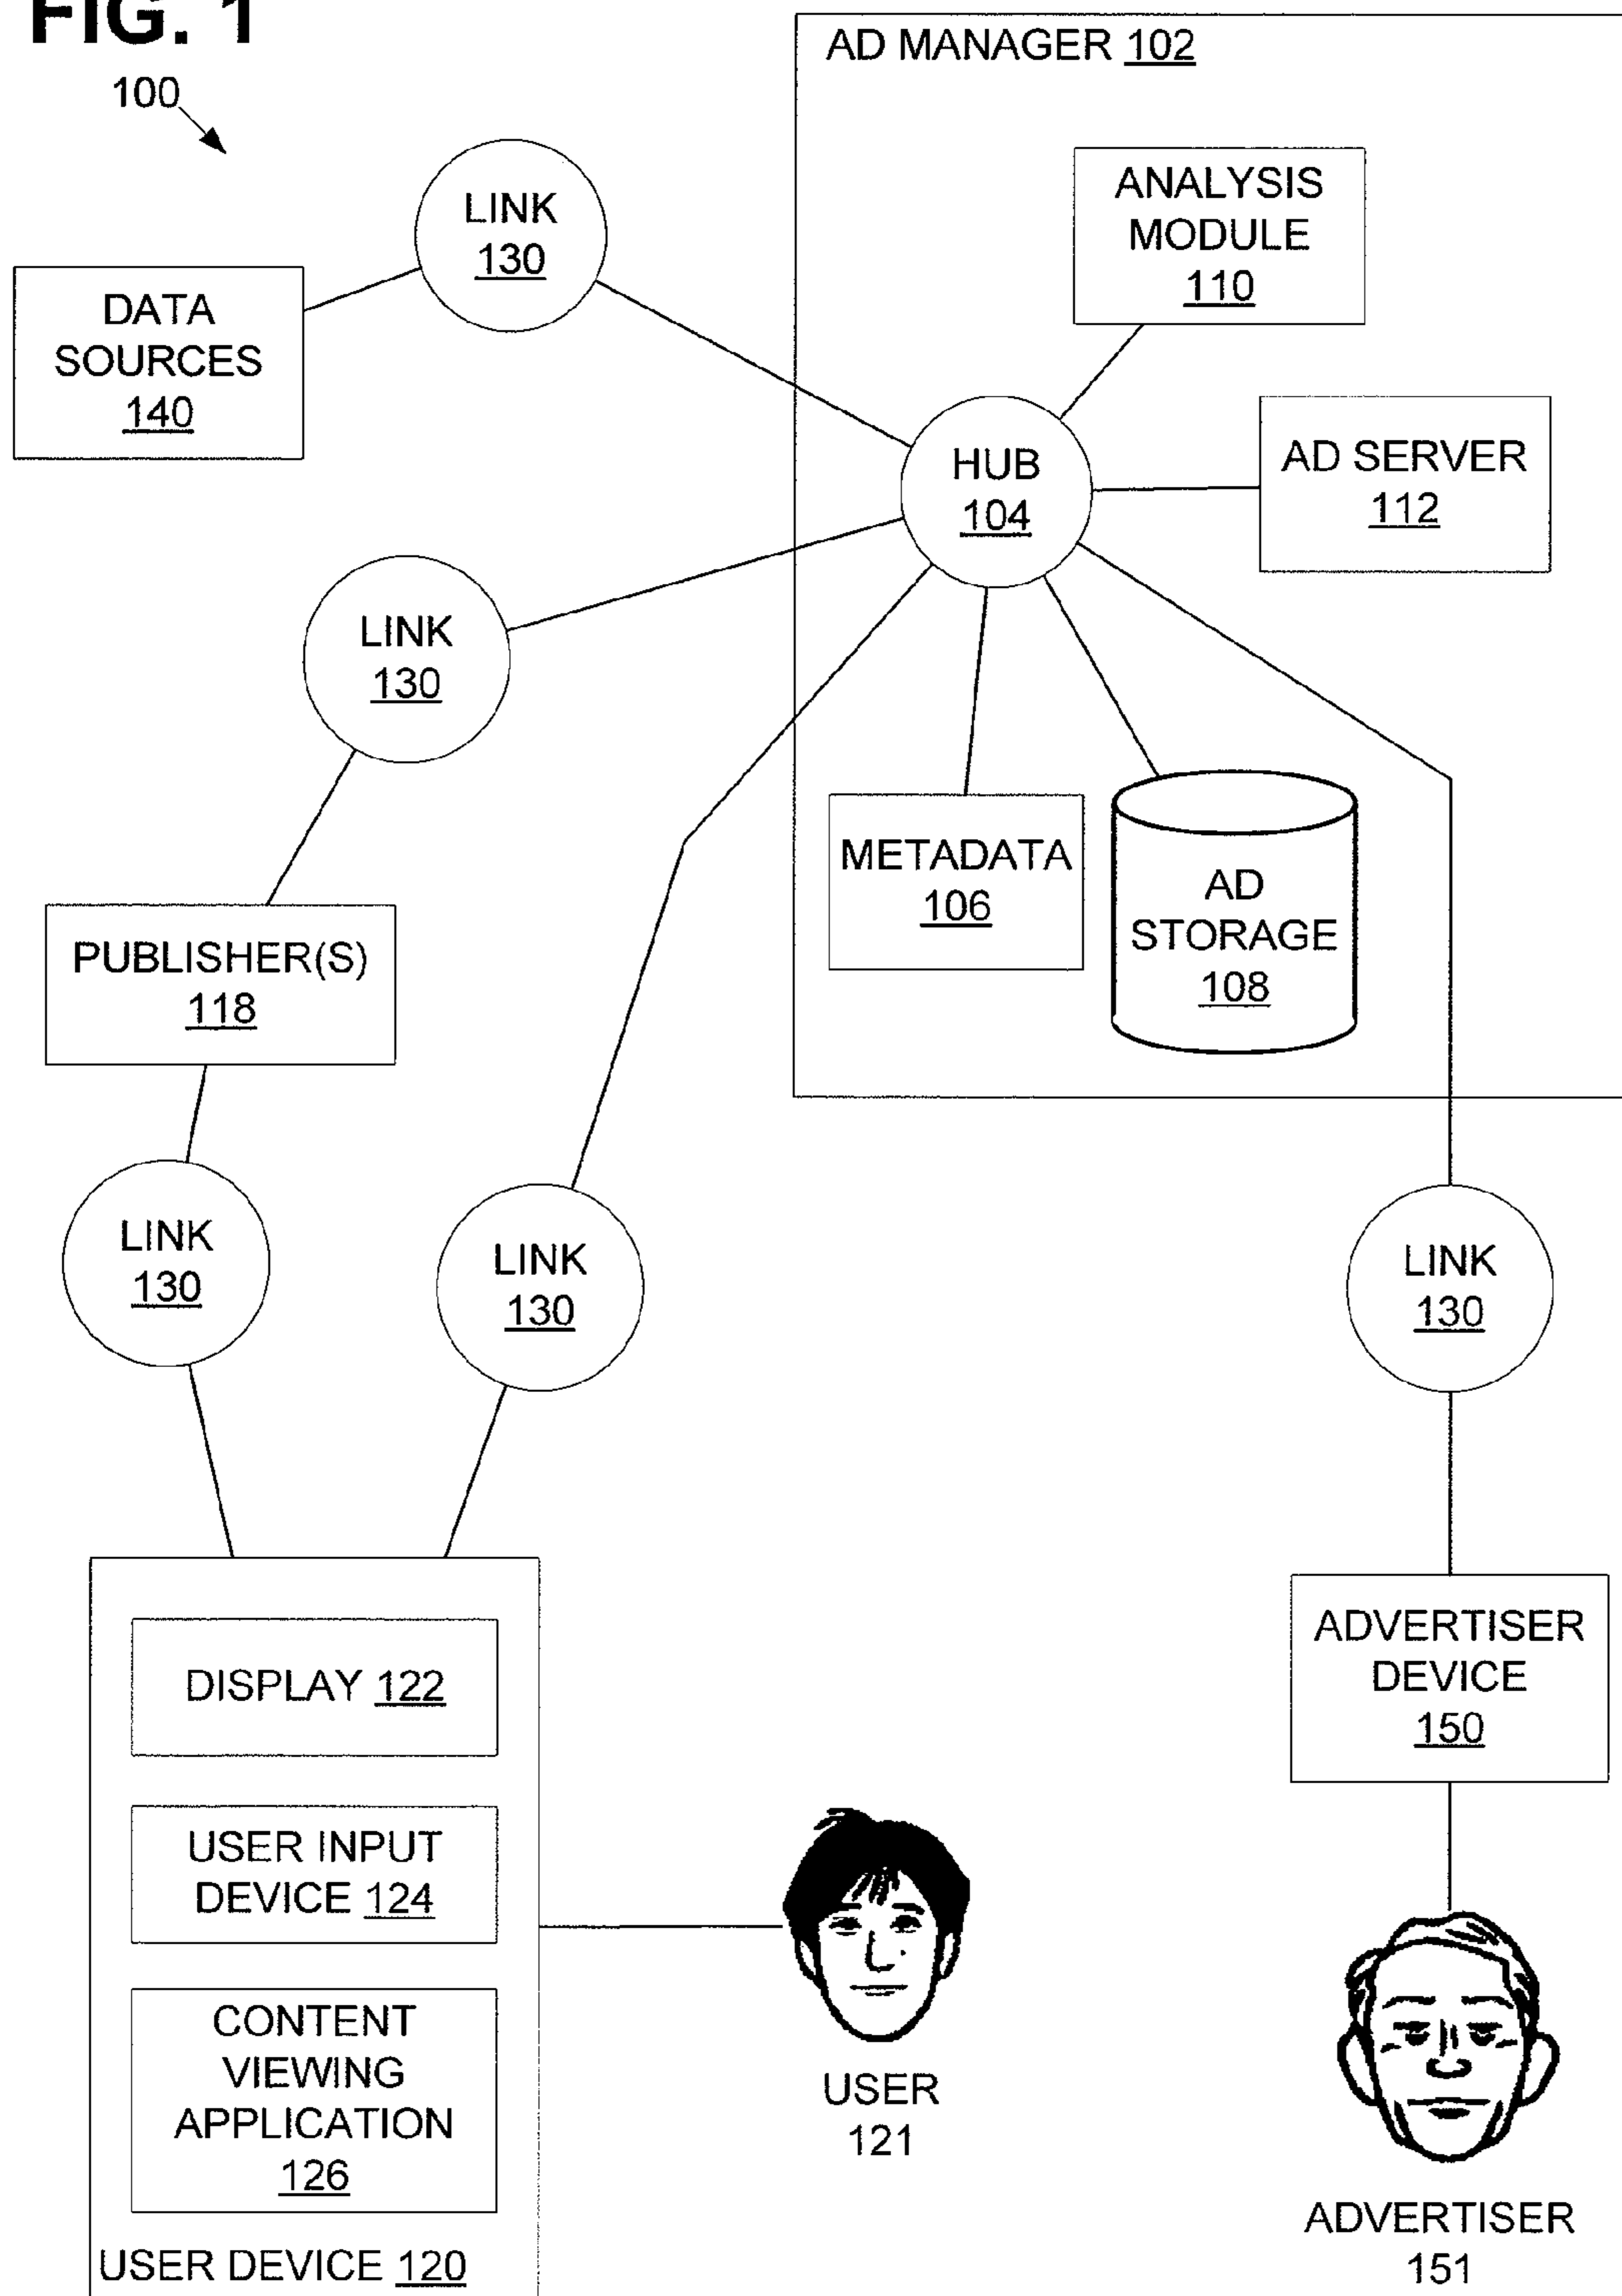 FIG. 1
100
AD MANAGER 102
LINK
130
ANALYSIS
MODULE
110
DATA
SOURCES
140
HUB
104
AD SERVER
112
LINK
130
METADATA
106
AD
STORAGE
108
PUBLISHER(S)
118
LINK
130
LINK
130
LINK
130
DISPLAY 122
USER INPUT
DEVICE 124
CONTENT
VIEWING
APPLICATION
126
USER DEVICE 120
USER
121
ADVERTISER
DEVICE
150
ADVERTISER
151